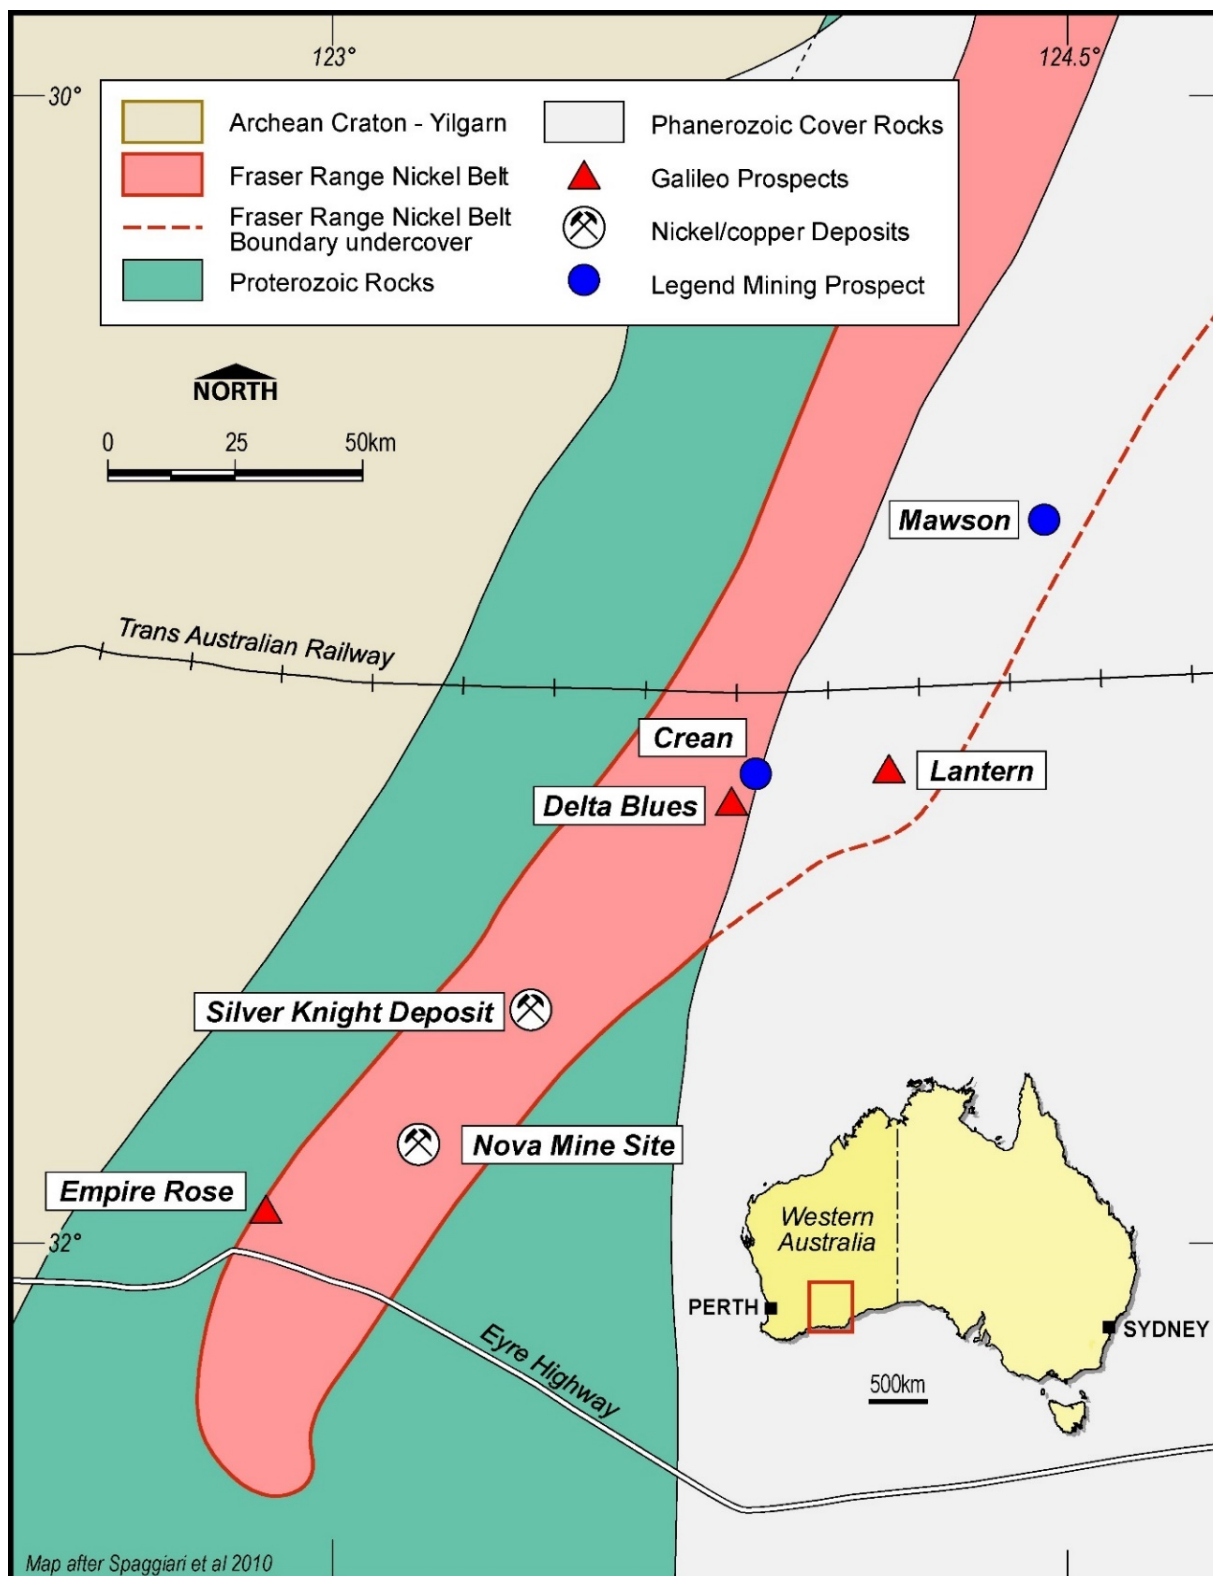 123°
124.5°
30°
Archean Craton - Yilgarn
Fraser Range Nickel Belt
Fraser Range Nickel Belt
Boundary undercover
Proterozoic Rocks
Phanerozoic Cover Rocks
Galileo Prospects
Nickel/copper Deposits
Legend Mining Prospect
NORTH
0 25 50km
Mawson
Trans Australian Railway
Crean
Lantern
Delta Blues
Silver Knight Deposit
Nova Mine Site
Empire Rose
32°
Eyre Highway
Western
Australia
PERTH
SYDNEY
500km
Map after Spaggiari et al 2010